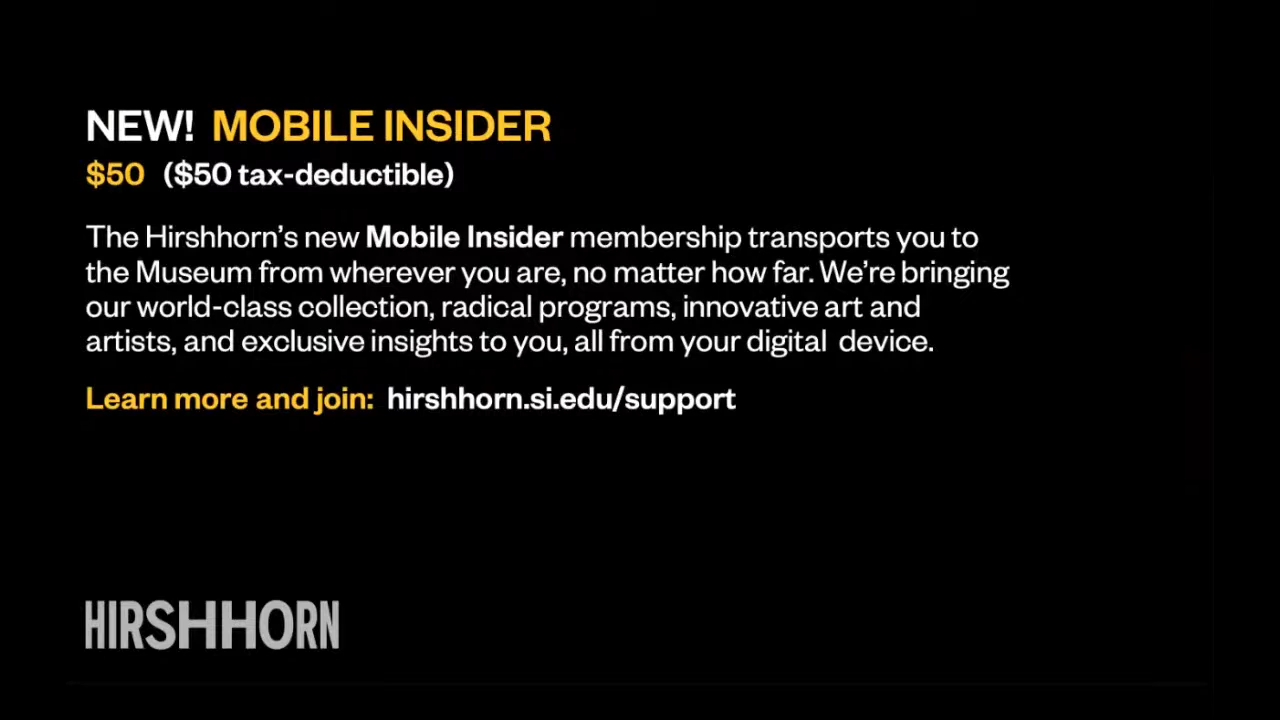 NEW! MOBILE INSIDER
$50 ($50 tax-deductible)
The Hirshhorn’s new Mobile Insider membership transports you to
the Museum from wherever you are, no matter how far. We’re bringing
our world-class collection, radical programs, innovative art and
artists, and exclusive insights to you, all from your digital device.
Learn more and join: hirshhorn.si.edu/support
HIRSHHORN